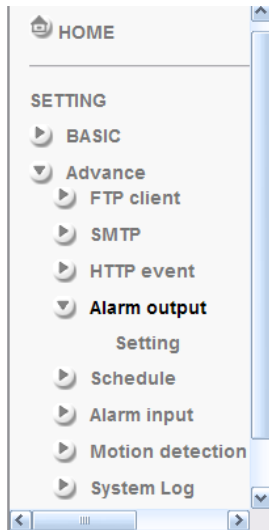 HOME
SETTING
BASIC
Advance
FTP client
SMTP
HTTP event
Alarm output
Setting
Schedule
Alarm input
Motion detection
System Log